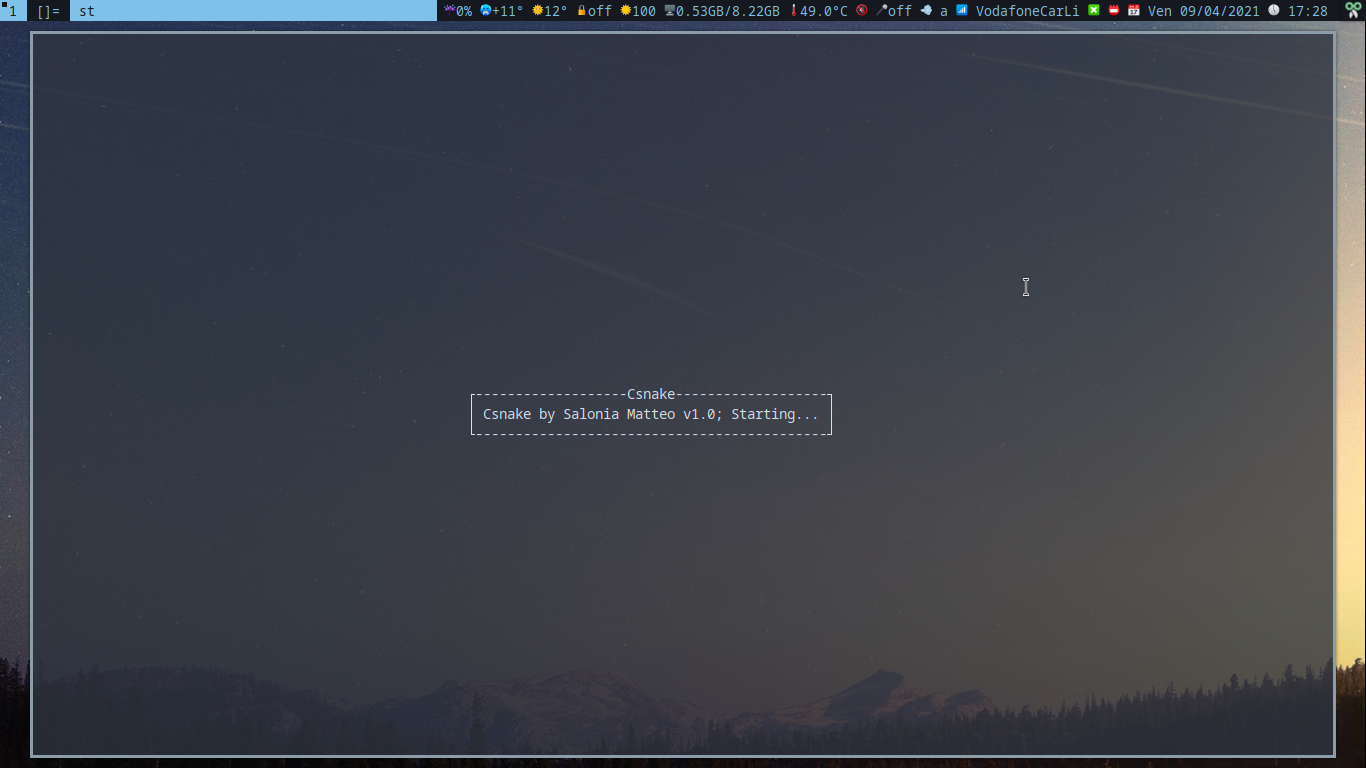 1 []= st 0% +11° 12° off 100 0.53GB/8.22GB 49.0°C off a VodafoneCarLi Ven 09/04/2021 17:28
Csnake
Csnake by Salonia Matteo v1.0; Starting...